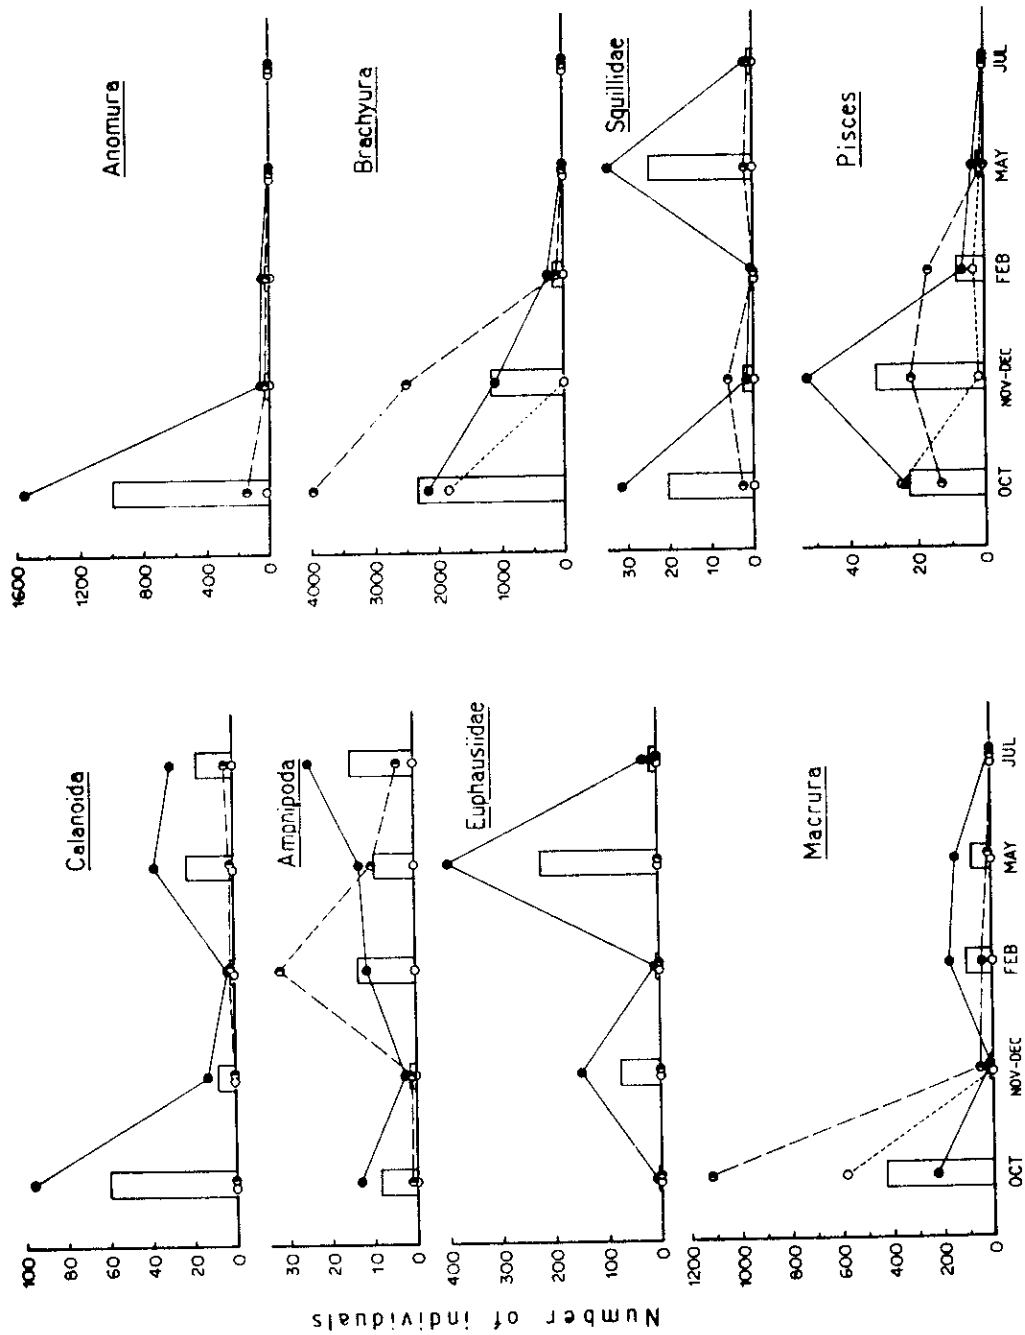 Number of individuals
Calanoida
100
80
60
40
20
0
Amphipoda
30
20
10
0
Euphausiidae
400
300
200
100
0
Macrura
1200
1000
800
600
400
200
0
OCT
NOV-DEC
FEB
MAY
JUL
Anomura
1600
1200
800
400
0
Brachyura
4000
3000
2000
1000
0
Squillidae
30
20
10
0
Pisces
40
20
0
OCT
NOV-DEC
FEB
MAY
JUL